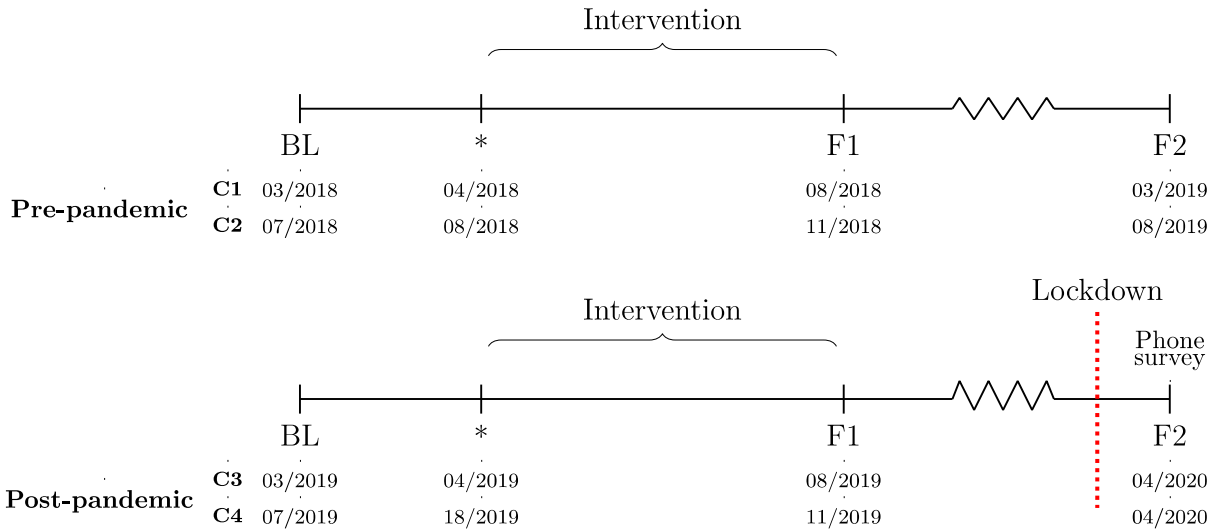 Intervention
BL * F1 F2
C1 03/2018 04/2018 08/2018 03/2019
Pre-pandemic
C2 07/2018 08/2018 11/2018 08/2019
Lockdown
Intervention
Phone
survey
BL * F1 F2
C3 03/2019 04/2019 08/2019 04/2020
Post-pandemic
C4 07/2019 18/2019 11/2019 04/2020